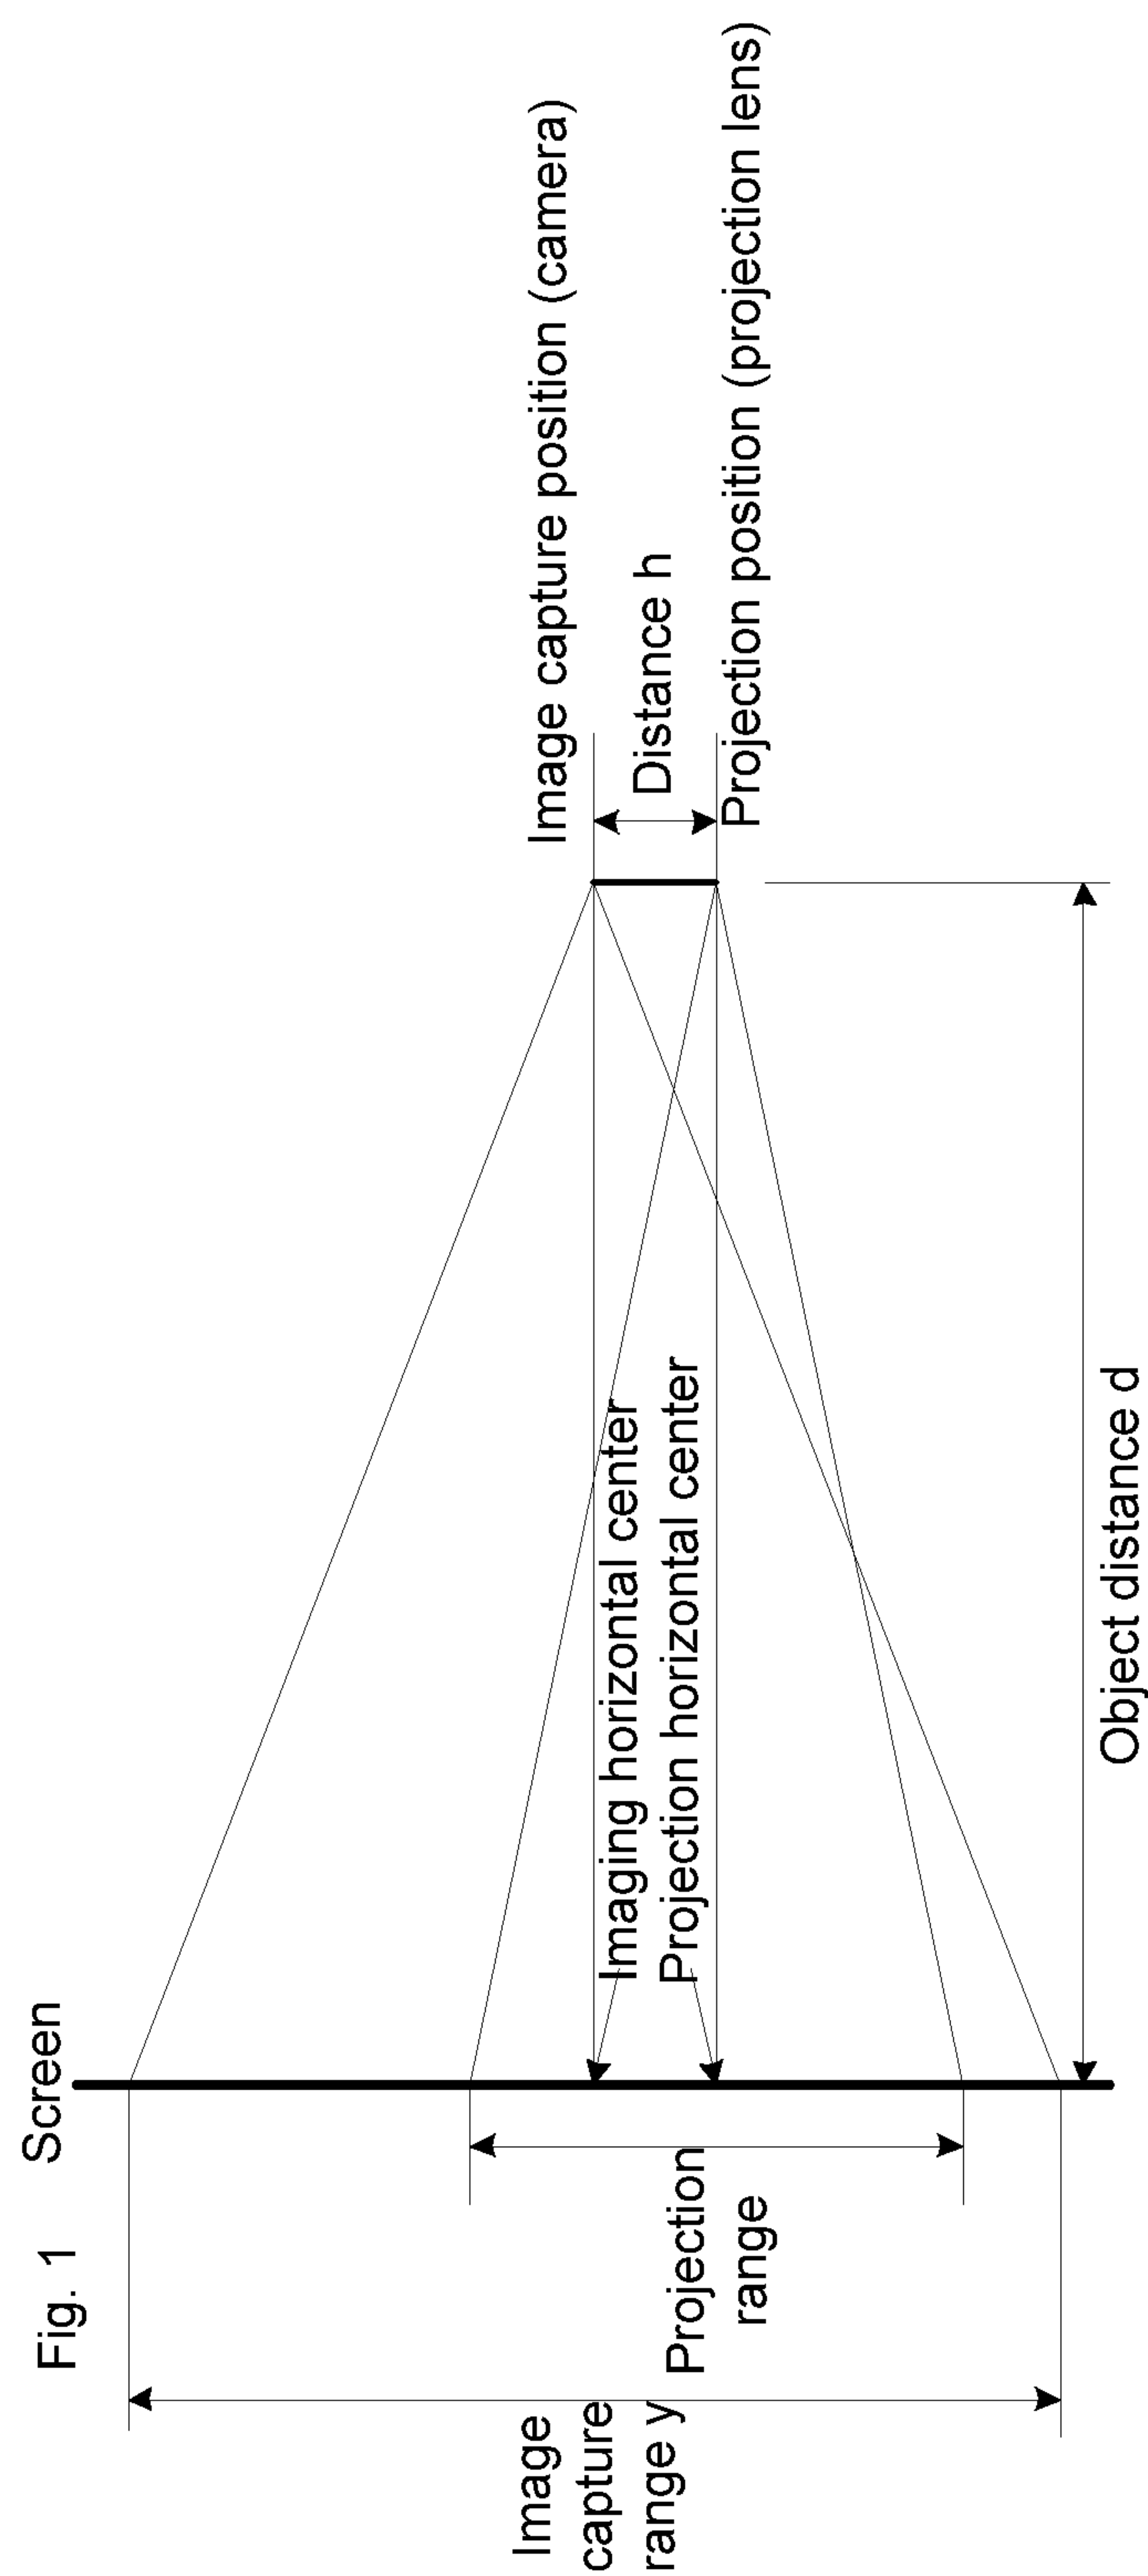 Fig. 1
Screen
Image capture position (camera)
Distance h
Projection position (projection lens)
Imaging horizontal center
Projection horizontal center
Projection
range
Image
capture
range y
Object distance d